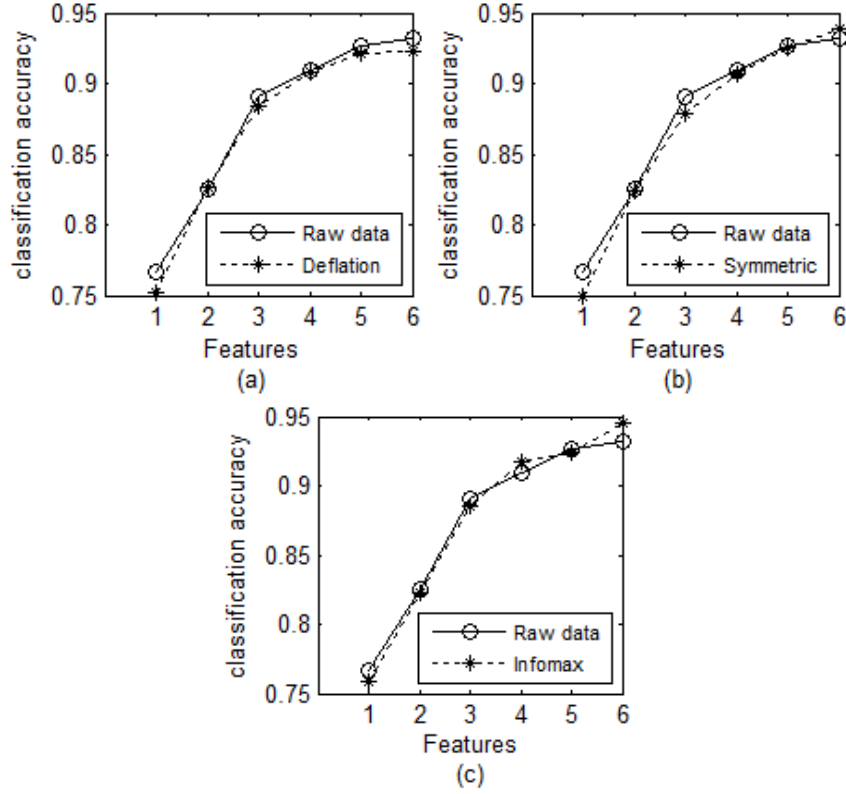 classification accuracy
0.95
0.9
0.85
0.8
0.75
Raw data
Deflation
1 2 3 4 5 6
Features
(a)
classification accuracy
0.95
0.9
0.85
0.8
0.75
Raw data
Symmetric
1 2 3 4 5 6
Features
(b)
classification accuracy
0.95
0.9
0.85
0.8
0.75
Raw data
Infomax
1 2 3 4 5 6
Features
(c)